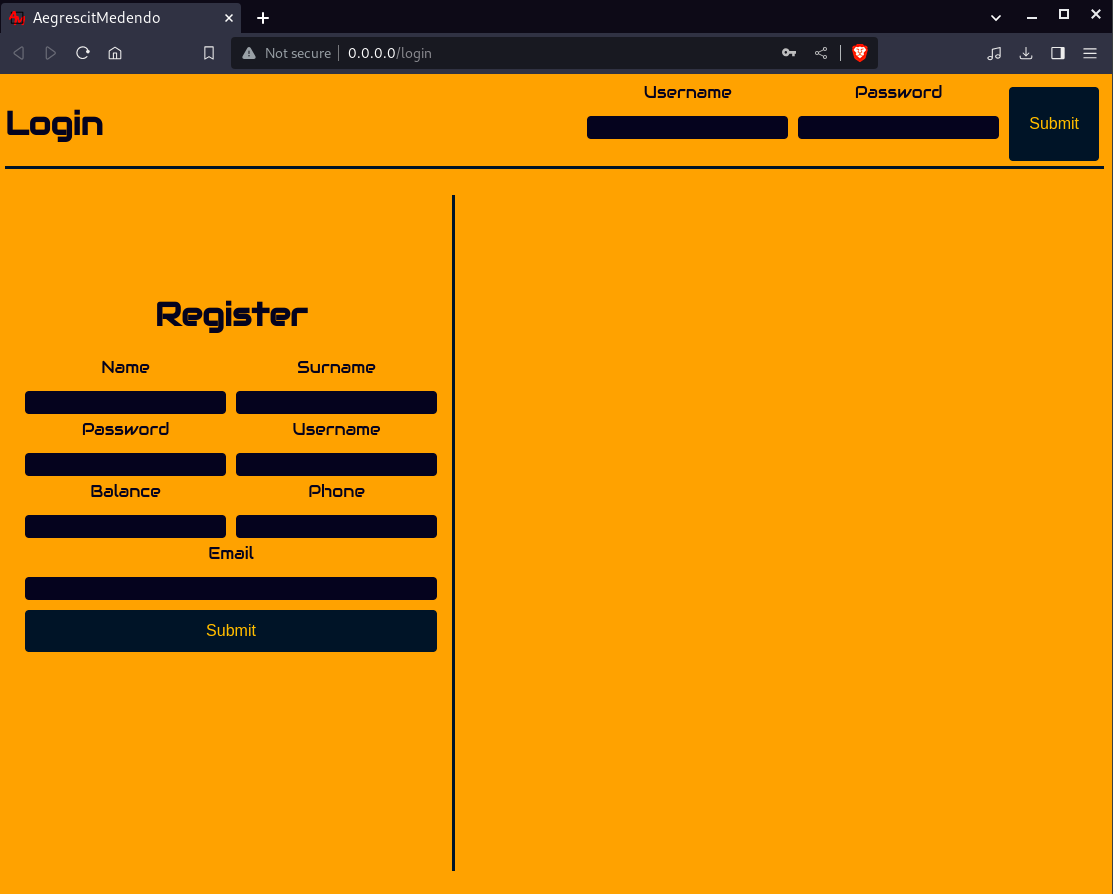 AegrescitMedendo
Not secure 0.0.0.0/login
Login
Username Password
Submit
Register
Name Surname
Password Username
Balance Phone
Email
Submit